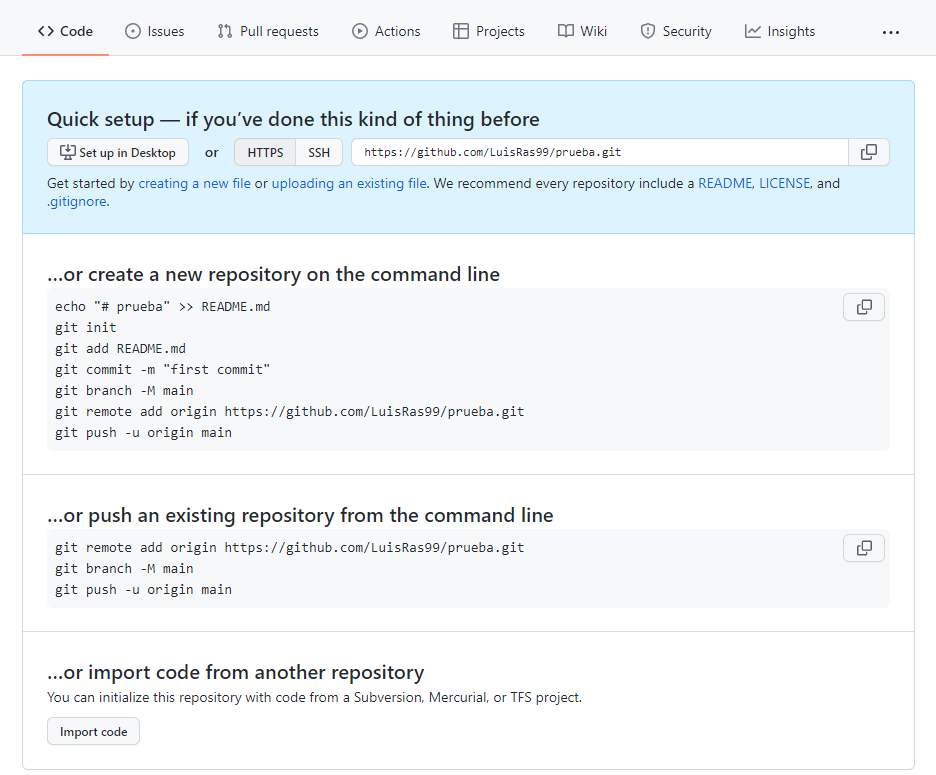 Code Issues Pull requests Actions Projects Wiki Security Insights ...
Quick setup — if you’ve done this kind of thing before
Set up in Desktop or HTTPS SSH https://github.com/LuisRas99/prueba.git
Get started by creating a new file or uploading an existing file. We recommend every repository include a README, LICENSE, and
.gitignore.
…or create a new repository on the command line
echo "# prueba" >> README.md
git init
git add README.md
git commit -m "first commit"
git branch -M main
git remote add origin https://github.com/LuisRas99/prueba.git
git push -u origin main
…or push an existing repository from the command line
git remote add origin https://github.com/LuisRas99/prueba.git
git branch -M main
git push -u origin main
…or import code from another repository
You can initialize this repository with code from a Subversion, Mercurial, or TFS project.
Import code